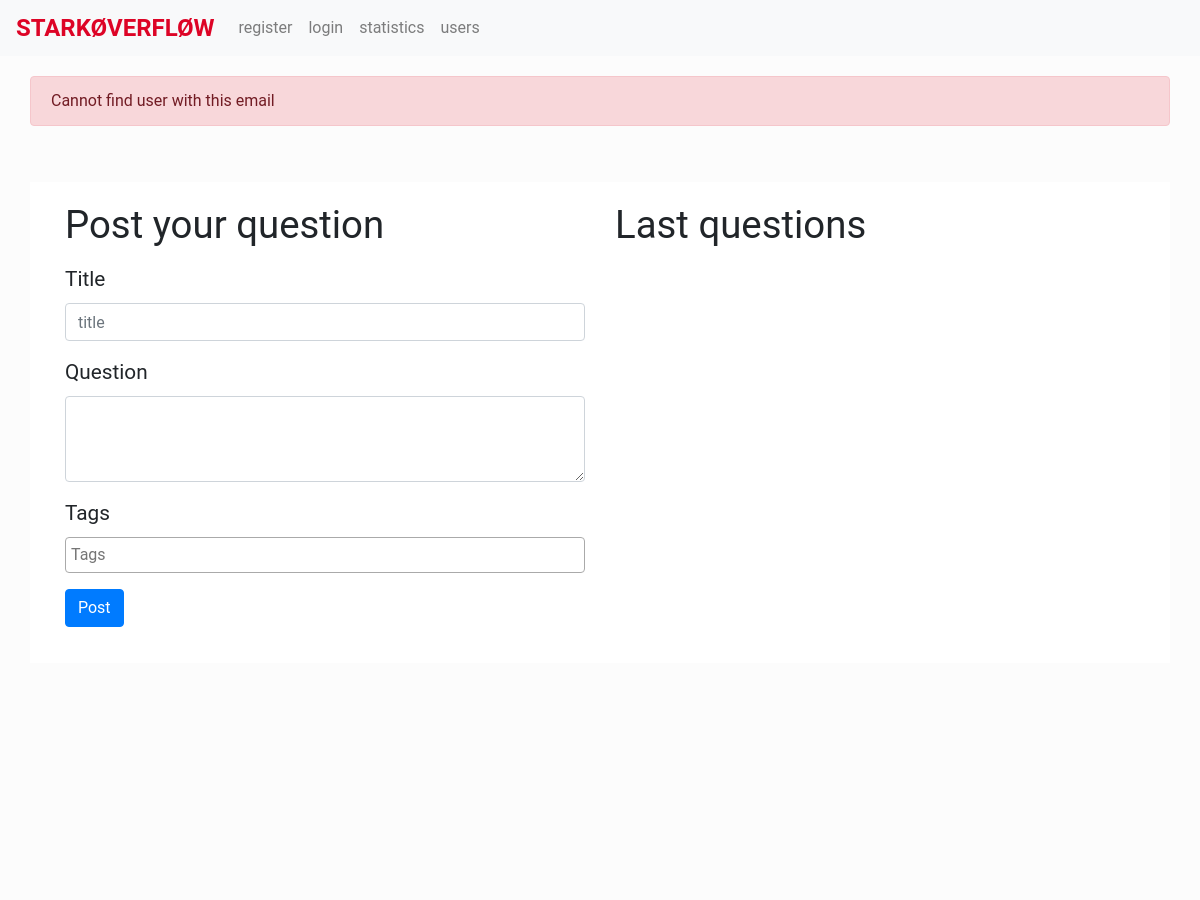 STARKØVERFLØW register login statistics users
Cannot find user with this email
Post your question
Title
title
Question
Tags
Tags
Post
Last questions